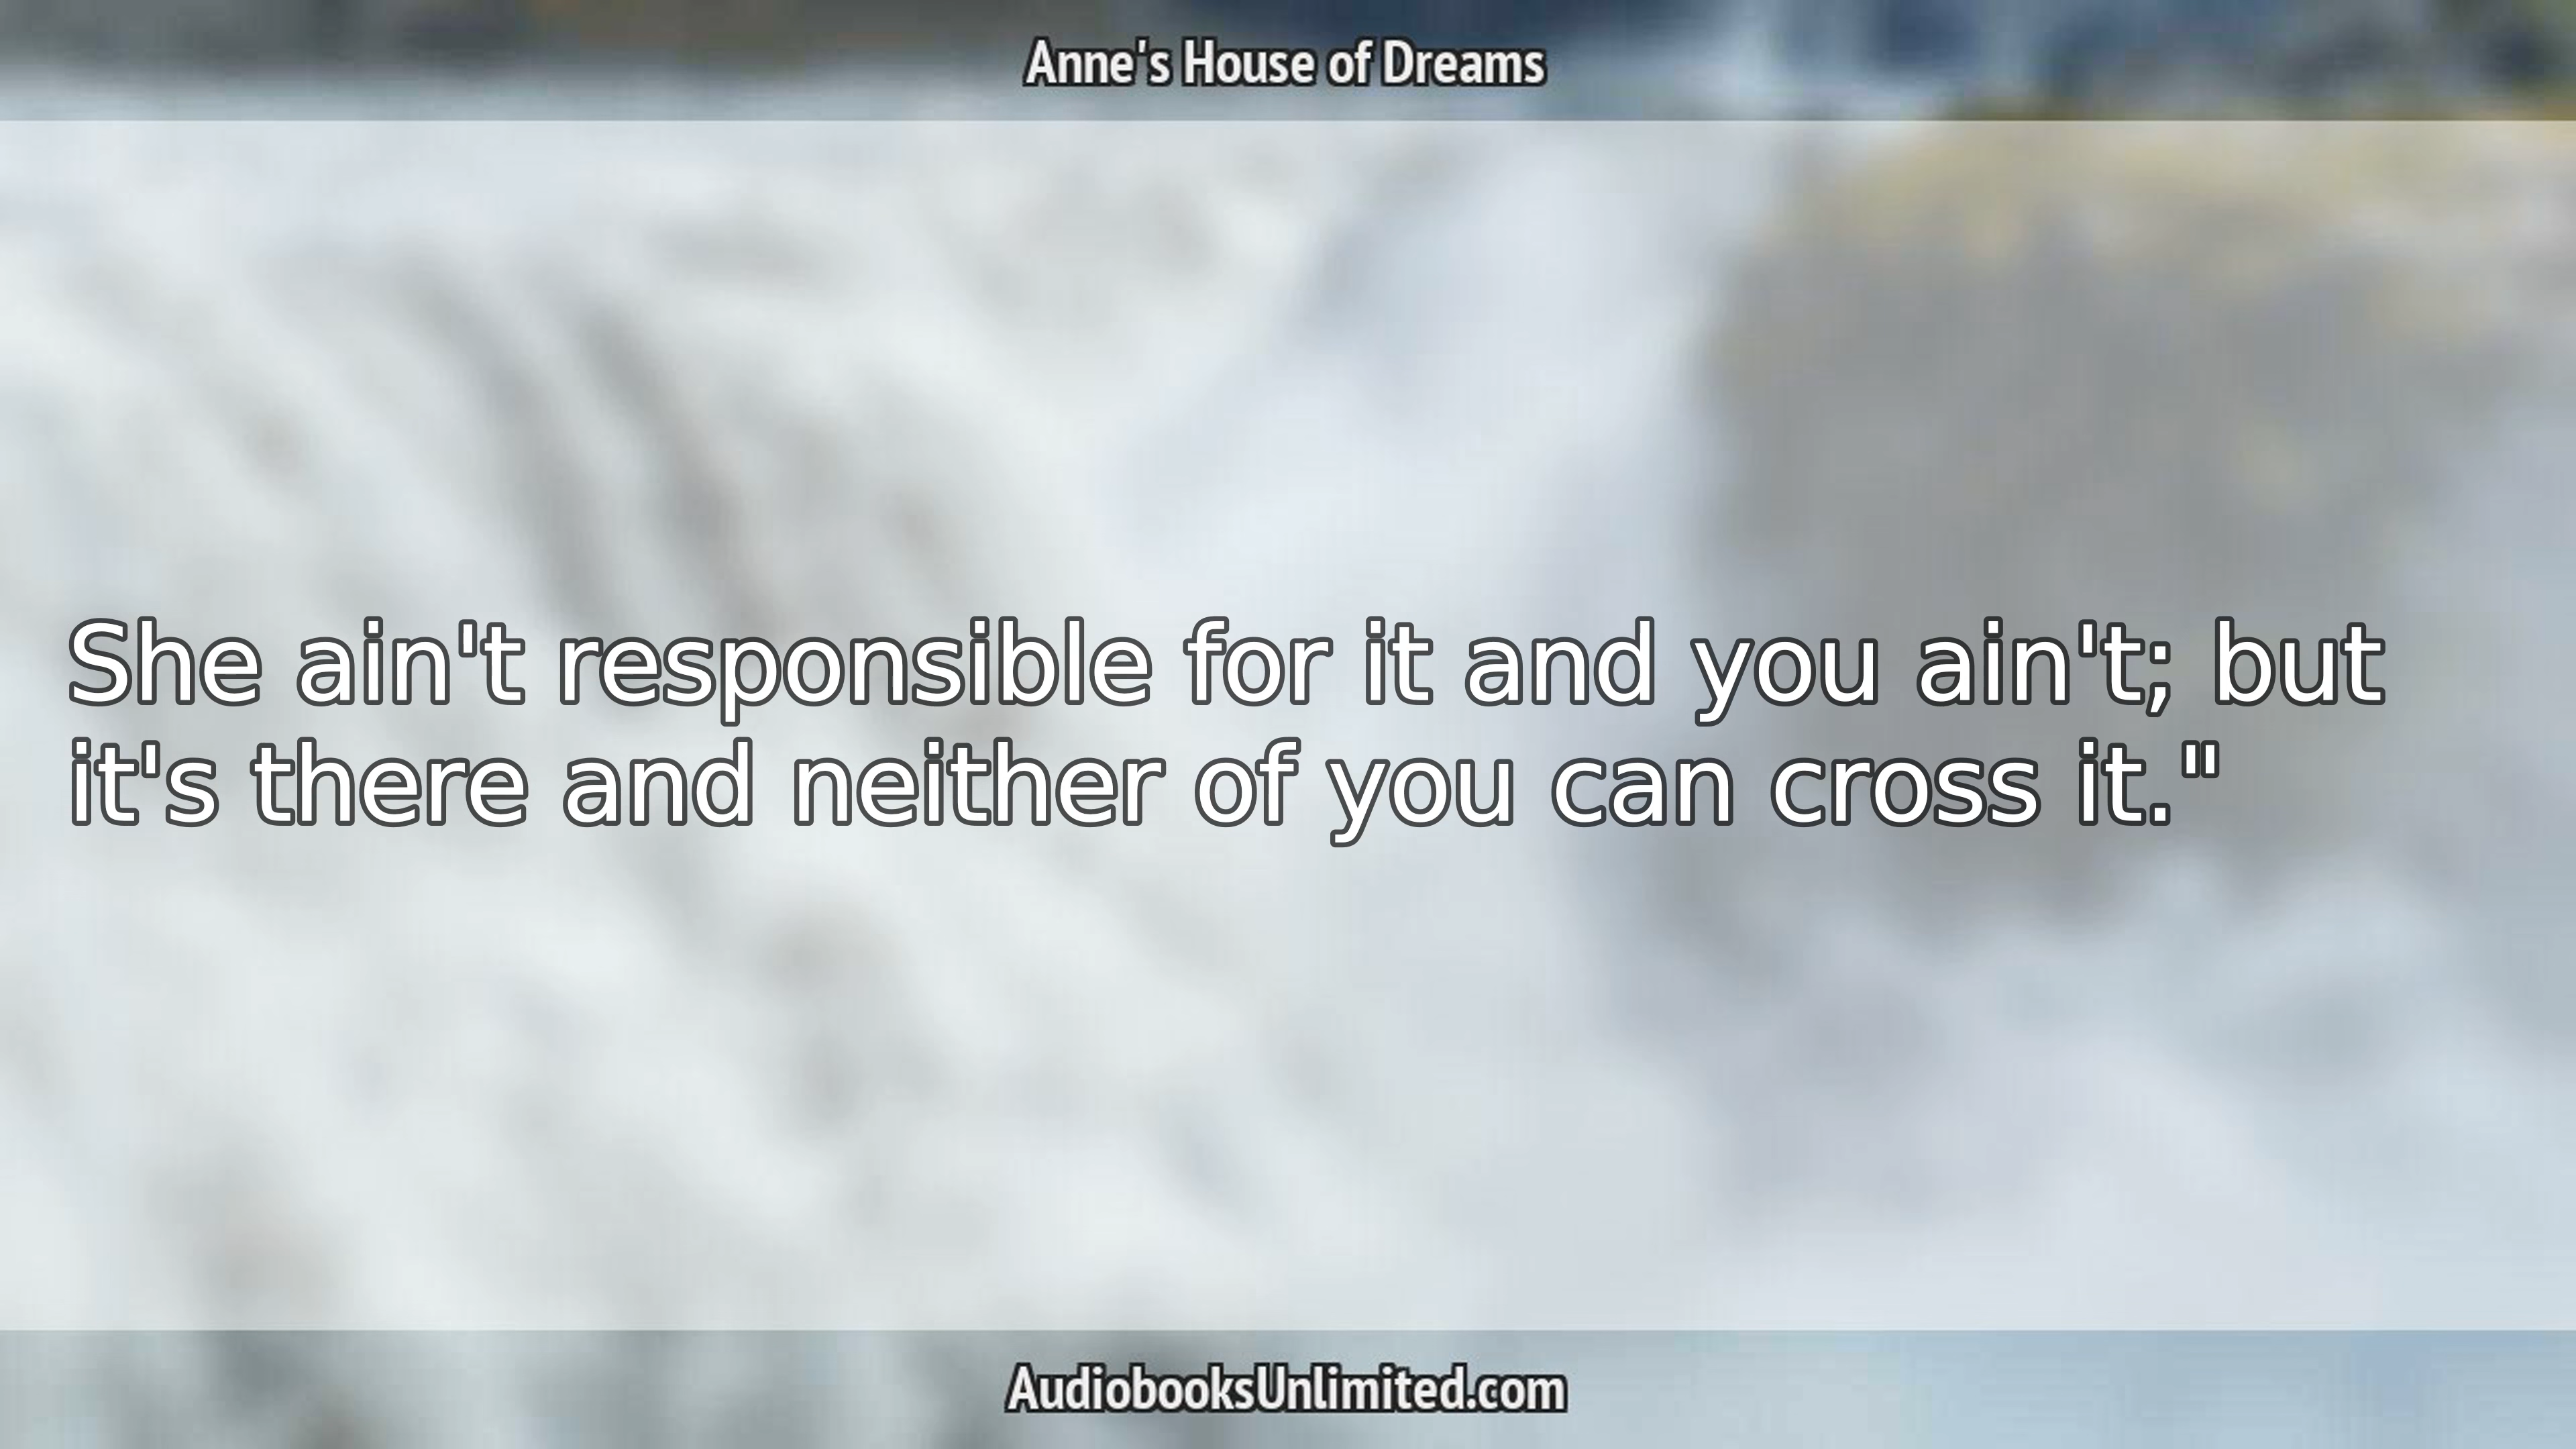 Anne's House of Dreams
She ain't responsible for it and you ain't; but
it's there and neither of you can cross it."
AudiobooksUnlimited.com